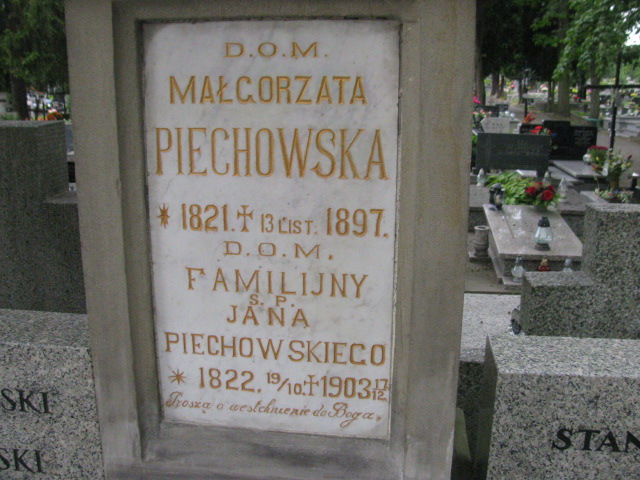 D.O.M.
MAŁGORZATA
PIECHOWSKA
* 1821. ✝ 13 LIST. 1897.
D.O.M.
FAMILIJNY
S.P.
JANA
PIECHOWSKIEGO
* 1822. 19/10. ✝ 1903 17/12
Proszą o westchnienie do Boga.
SKI
SKI
STAN